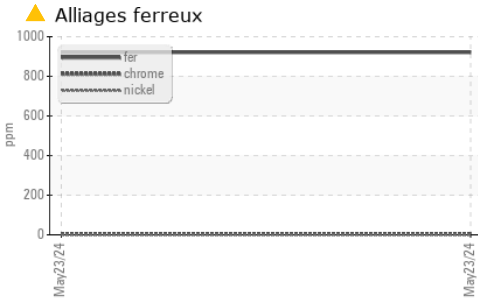 Alliages ferreux
1000
800
600
400
200
0
ppm
fer
chrome
nickel
May23/24
May23/24